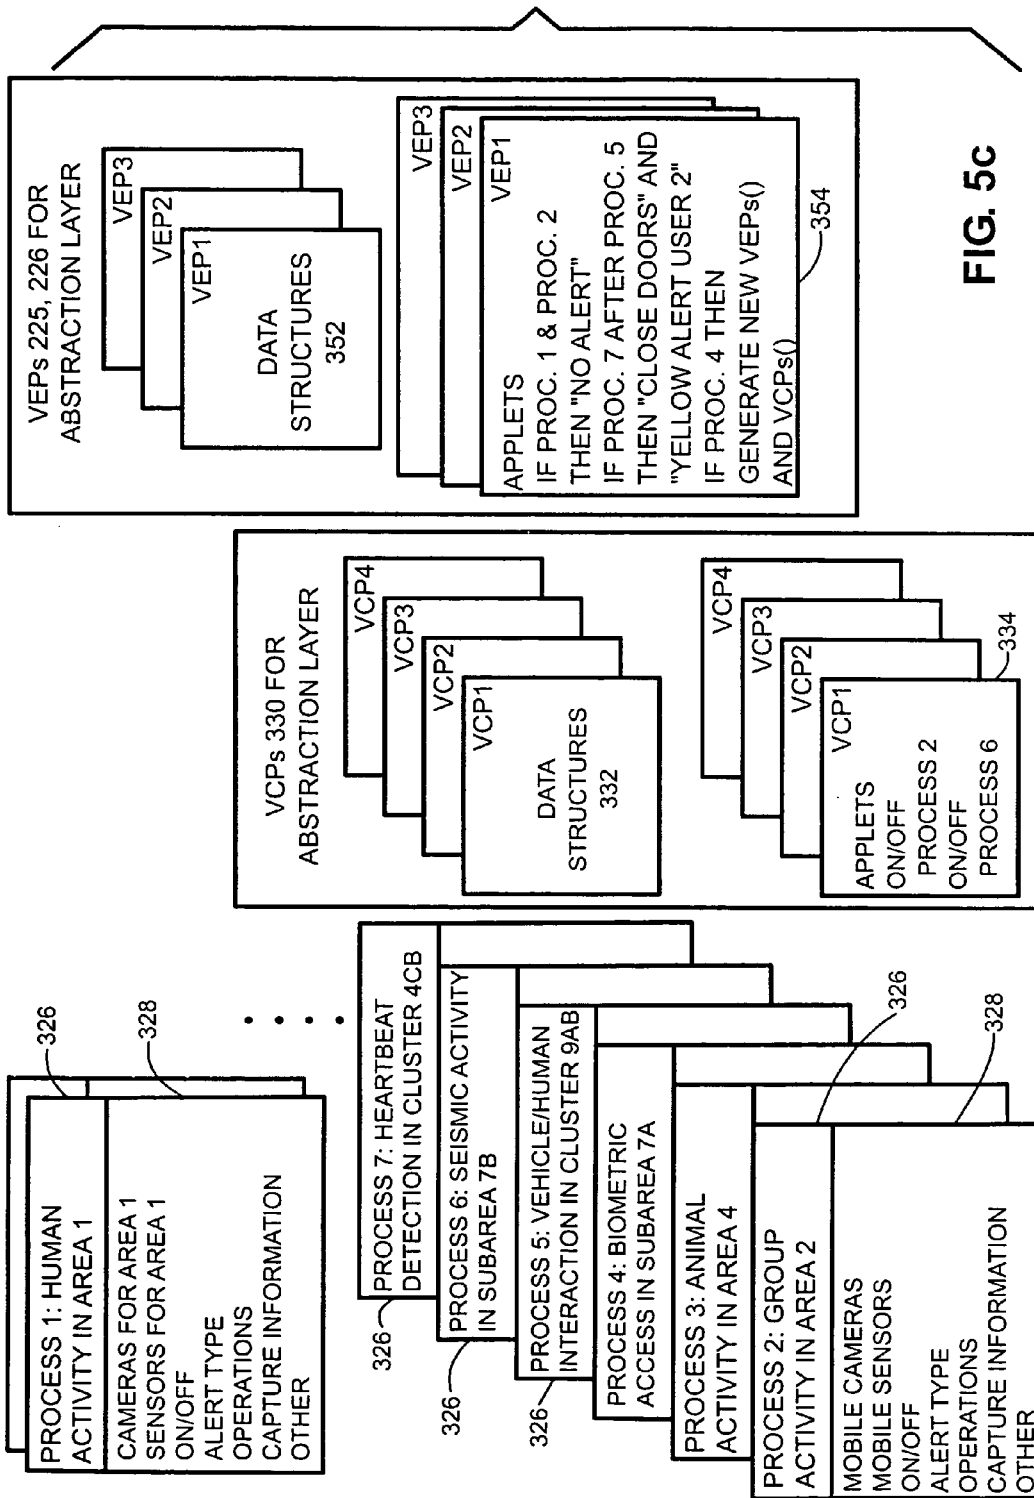 PROCESS 1: HUMAN
ACTIVITY IN AREA 1
326
CAMERAS FOR AREA 1
SENSORS FOR AREA 1
ON/OFF
ALERT TYPE
OPERATIONS
CAPTURE INFORMATION
OTHER
328
326
PROCESS 7: HEARTBEAT
DETECTION IN CLUSTER 4CB
326
PROCESS 6: SEISMIC ACTIVITY
IN SUBAREA 7B
326
PROCESS 5: VEHICLE/HUMAN
INTERACTION IN CLUSTER 9AB
PROCESS 4: BIOMETRIC
ACCESS IN SUBAREA 7A
PROCESS 3: ANIMAL
ACTIVITY IN AREA 4
PROCESS 2: GROUP
ACTIVITY IN AREA 2
326
MOBILE CAMERAS
MOBILE SENSORS
ON/OFF
ALERT TYPE
OPERATIONS
CAPTURE INFORMATION
OTHER
328
VCPs 330 FOR
ABSTRACTION LAYER
VCP4
VCP3
VCP2
VCP1
DATA
STRUCTURES
332
VCP4
VCP3
VCP2
VCP1
APPLETS
ON/OFF
PROCESS 2
ON/OFF
PROCESS 6
334
VEPs 225, 226 FOR
ABSTRACTION LAYER
VEP3
VEP2
VEP1
DATA
STRUCTURES
352
VEP3
VEP2
VEP1
APPLETS
IF PROC. 1 & PROC. 2
THEN "NO ALERT"
IF PROC. 7 AFTER PROC. 5
THEN "CLOSE DOORS" AND
"YELLOW ALERT USER 2"
IF PROC. 4 THEN
GENERATE NEW VEPs()
AND VCPs()
354
FIG. 5c